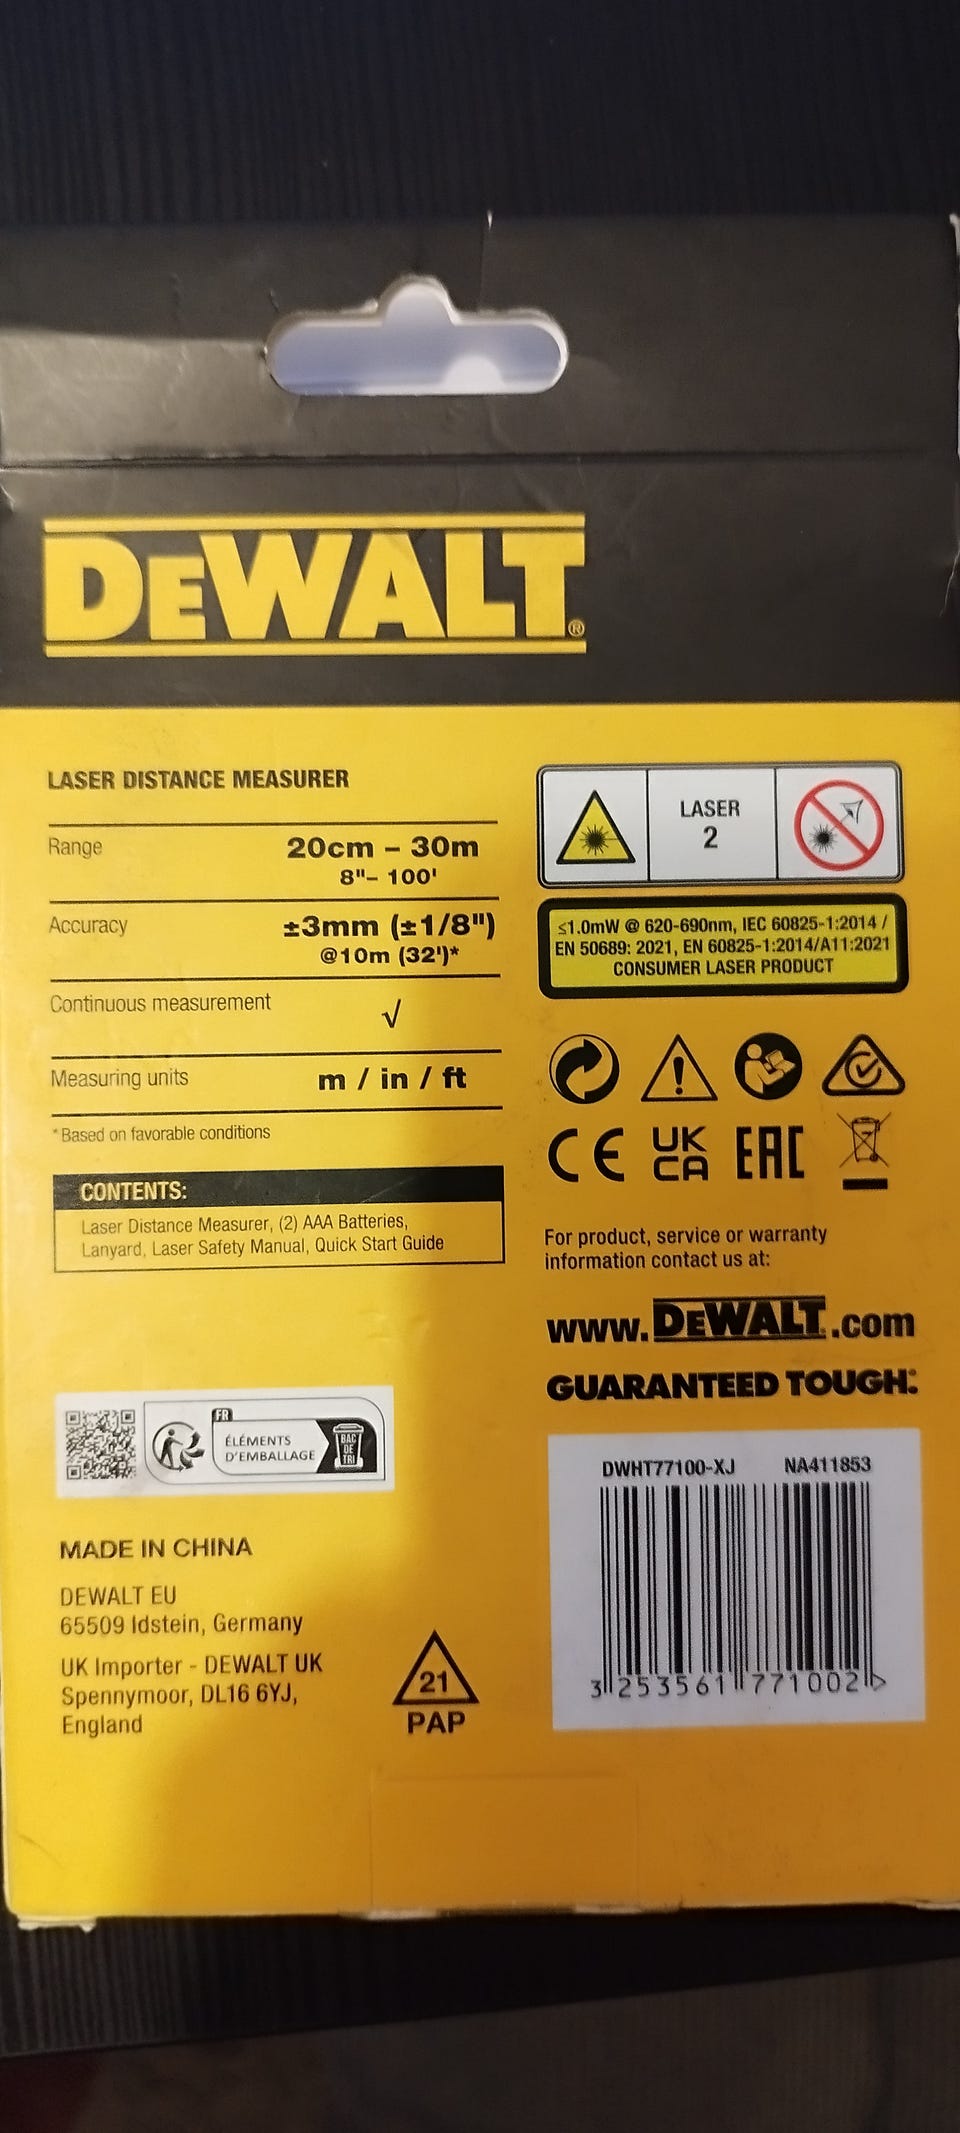 DEWALT®
LASER DISTANCE MEASURER
Range 20cm – 30m
8"– 100'
Accuracy ±3mm (±1/8")
@10m (32')*
Continuous measurement √
Measuring units m / in / ft
*Based on favorable conditions
CONTENTS:
Laser Distance Measurer, (2) AAA Batteries,
Lanyard, Laser Safety Manual, Quick Start Guide
LASER
2
≤1.0mW @ 620-690nm, IEC 60825-1:2014 /
EN 50689: 2021, EN 60825-1:2014/A11:2021
CONSUMER LASER PRODUCT
CE UK
CA EAC
For product, service or warranty
information contact us at:
www.DEWALT.com
GUARANTEED TOUGH.®
FR
ÉLÉMENTS
D'EMBALLAGE
BAC
DE
TRI
MADE IN CHINA
DEWALT EU
65509 Idstein, Germany
UK Importer - DEWALT UK
Spennymoor, DL16 6YJ,
England
21
PAP
DWHT77100-XJ NA411853
3 253561 771002